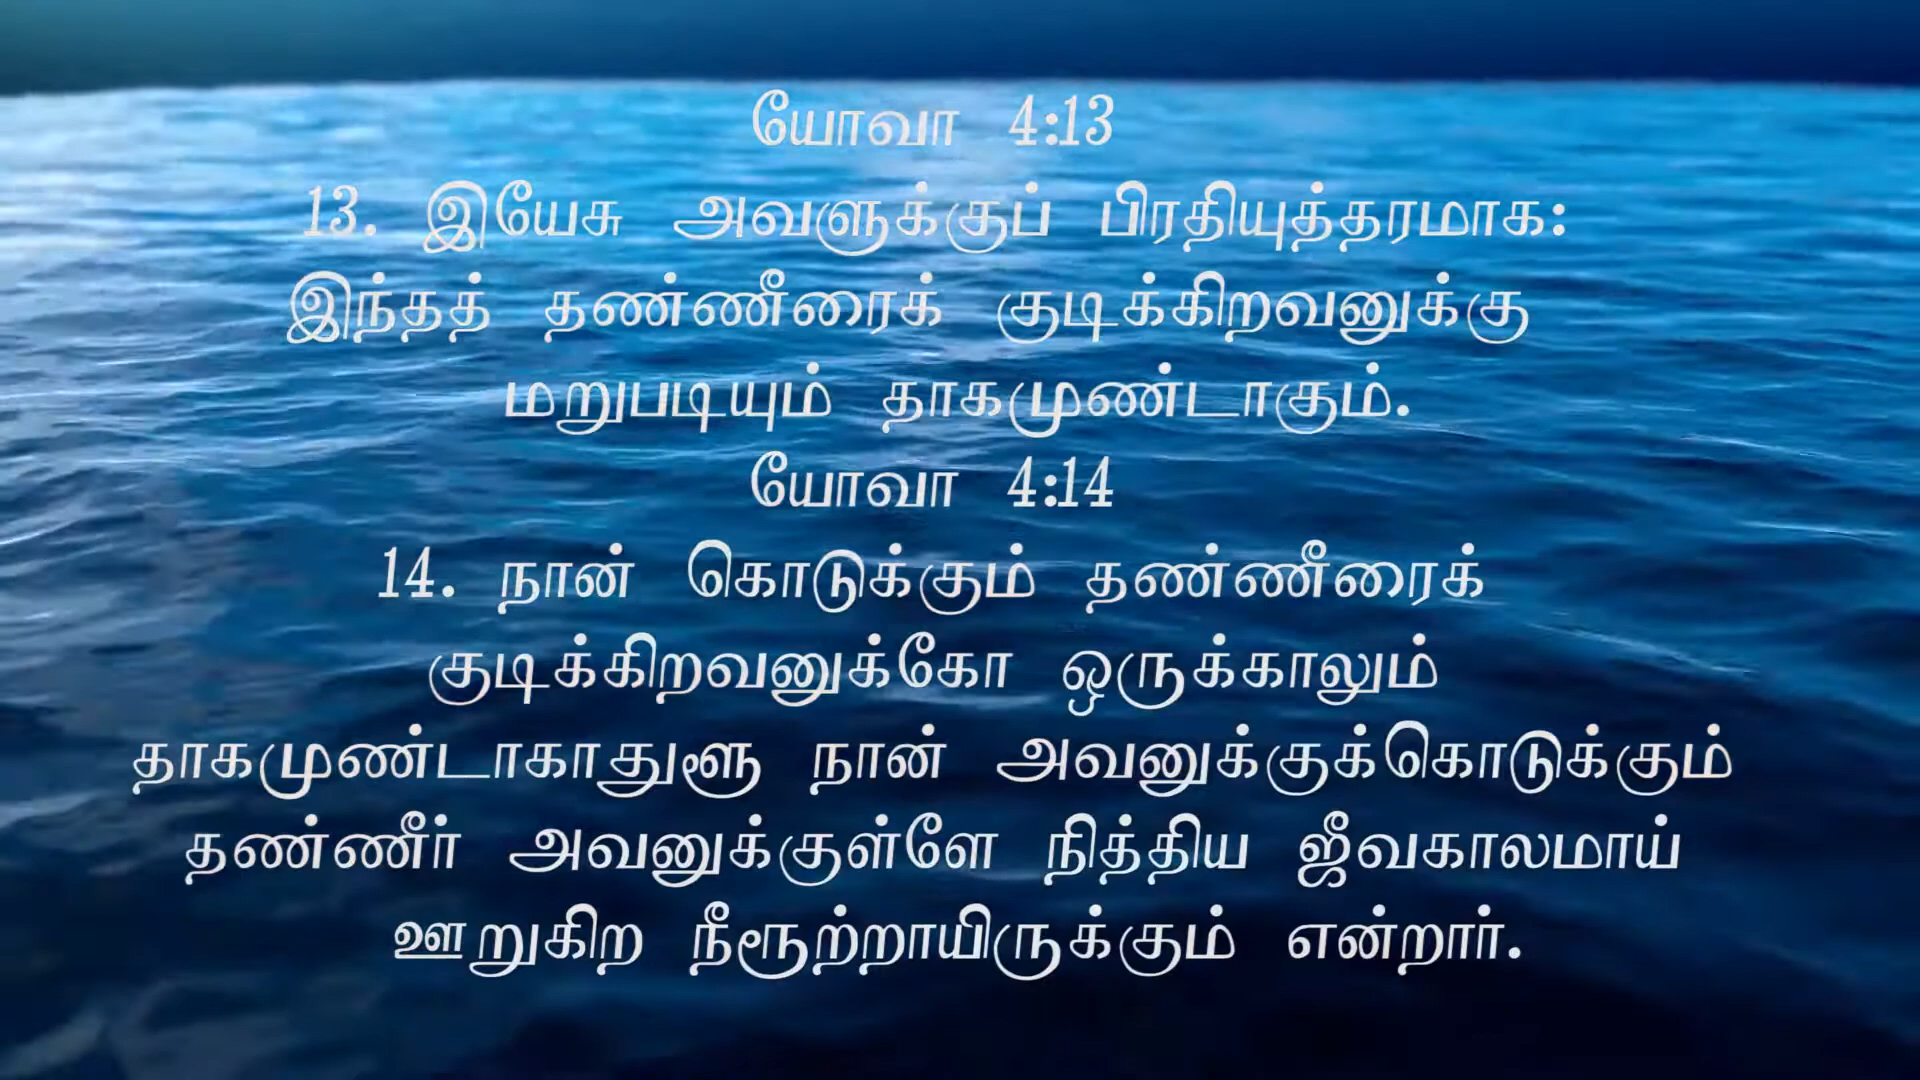 யோவா 4:13
13. இயேசு அவளுக்குப் பிரதியுத்தரமாக:
இந்தத் தண்ணீரைக் குடிக்கிறவனுக்கு
மறுபடியும் தாகமுண்டாகும்.
யோவா 4:14
14. நான் கொடுக்கும் தண்ணீரைக்
குடிக்கிறவனுக்கோ ஒருக்காலும்
தாகமுண்டாகாதுளூ நான் அவனுக்குக்கொடுக்கும்
தண்ணீர் அவனுக்குள்ளே நித்திய ஜீவகாலமாய்
ஊறுகிற நீரூற்றாயிருக்கும் என்றார்.